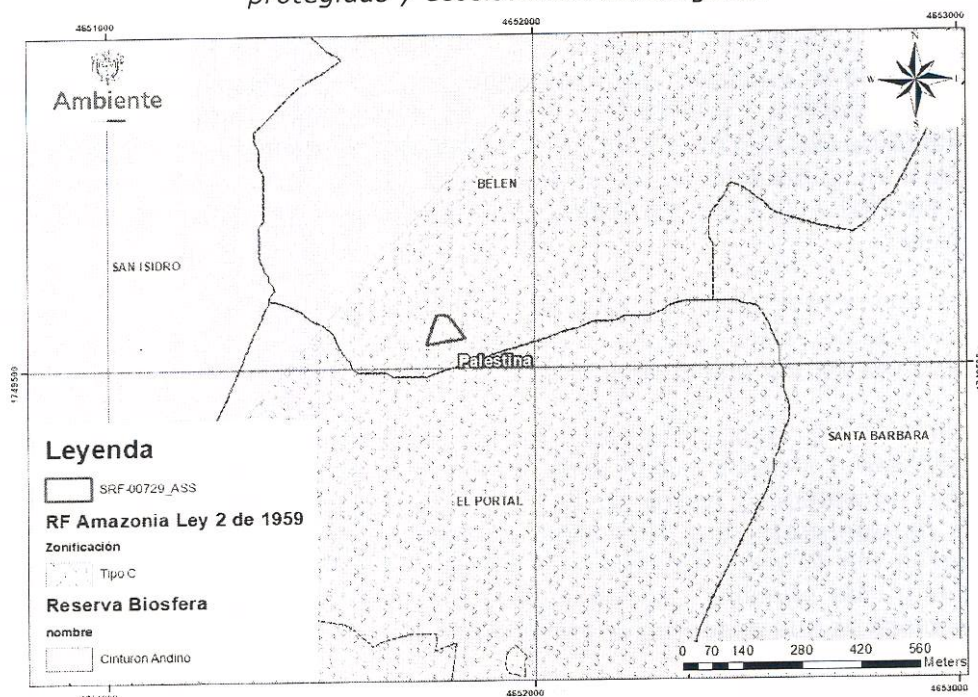 4651000
4652000
4653000
Ambiente
N
W
S
BELEN
SAN ISIDRO
Palestina
SANTA BARBARA
EL PORTAL
Leyenda
SRF-00729_ASS
RF Amazonia Ley 2 de 1959
Zonificación
Tipo C
Reserva Biosfera
nombre
Cinturon Andino
0 70 140 280 420 560
Meters
4652000
4653000